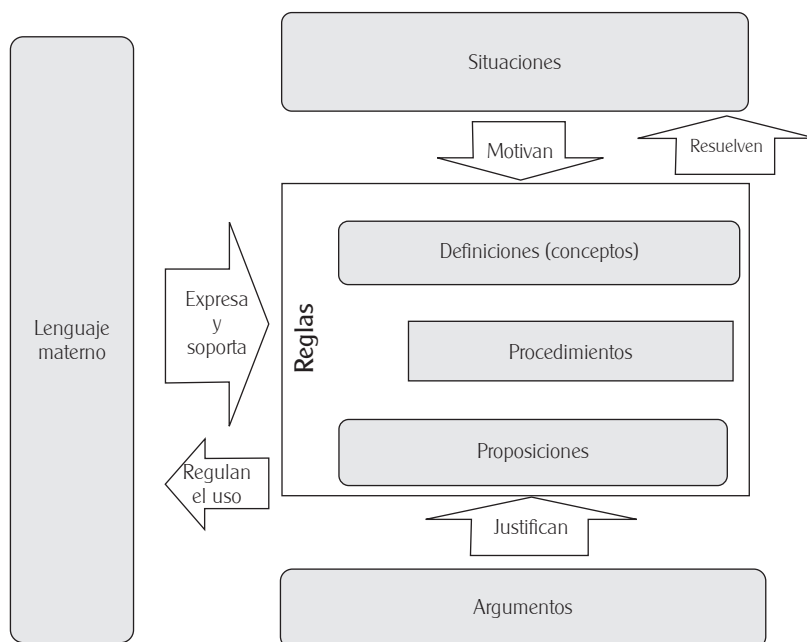 Situaciones
Motivan
Resuelven
Lenguaje
materno
Expresa
y
soporta
Regulan
el uso
Reglas
Definiciones (conceptos)
Procedimientos
Proposiciones
Justifican
Argumentos